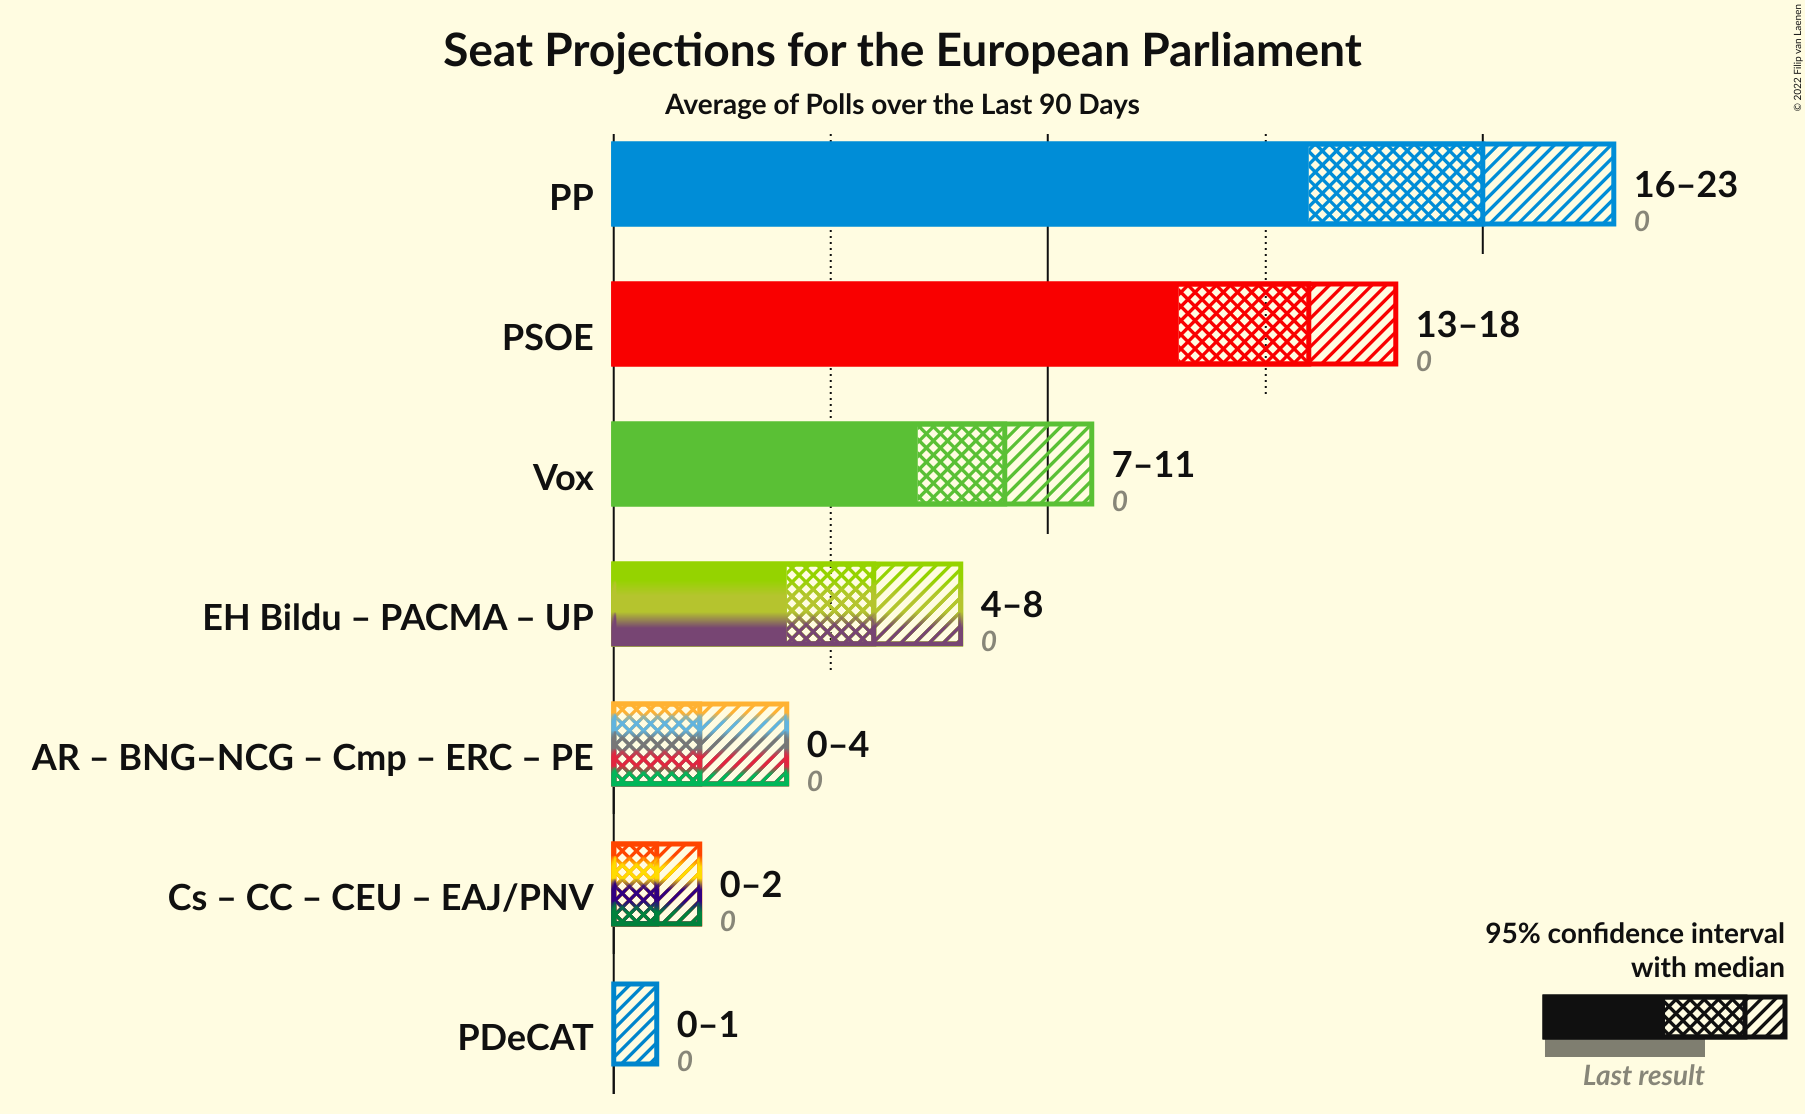 Seat Projections for the European Parliament
Average of Polls over the Last 90 Days
© 2022 Filip van Laenen
PP
16–23
0
PSOE
13–18
0
Vox
7–11
0
EH Bildu – PACMA – UP
4–8
0
AR – BNG–NCG – Cmp – ERC – PE
0–4
0
Cs – CC – CEU – EAJ/PNV
0–2
0
PDeCAT
0–1
0
95% confidence interval
with median
Last result